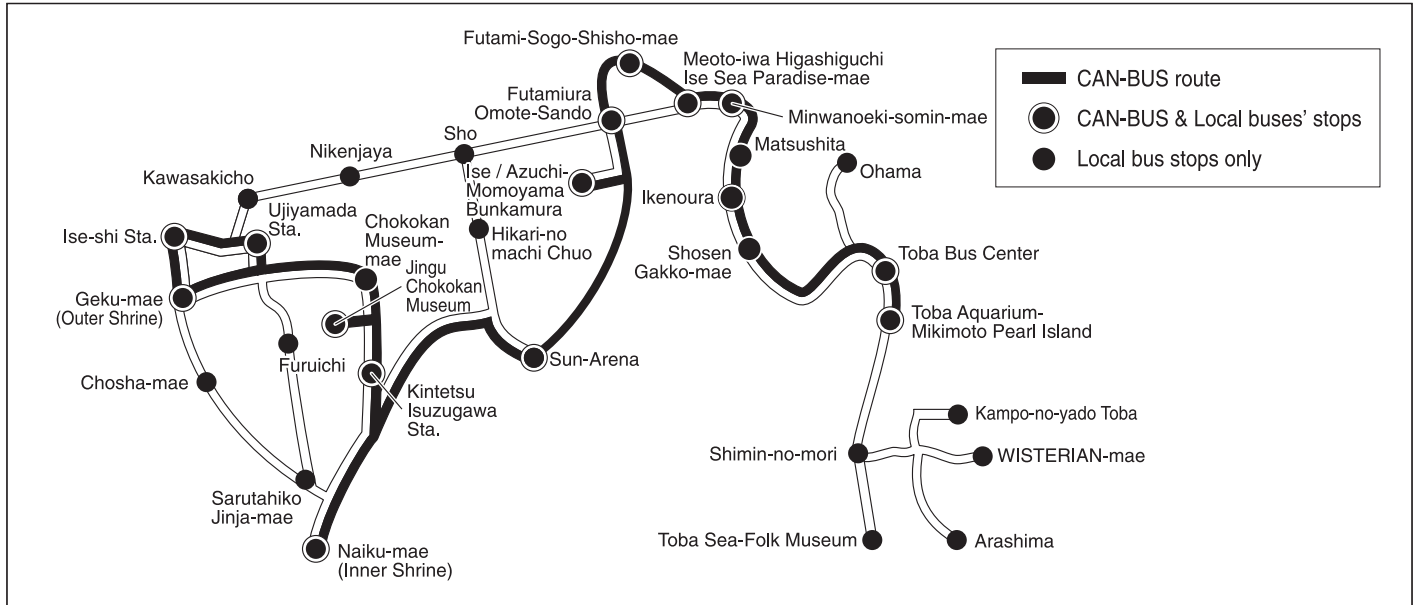 Futami-Sogo-Shisho-mae
Meoto-iwa Higashiguchi
Ise Sea Paradise-mae
CAN-BUS route
CAN-BUS & Local buses' stops
Local bus stops only
Futamiura
Omote-Sando
Minwanoeki-somin-mae
Sho
Nikenjaya
Kawasakicho
Ise / Azuchi-
Momoyama
Bunkamura
Matsushita
Ohama
Ikenoura
Ujiyamada
Sta.
Ise-shi Sta.
Chokokan
Museum-
mae
Hikari-no
machi Chuo
Shosen
Gakko-mae
Toba Bus Center
Jingu
Chokokan
Museum
Geku-mae
(Outer Shrine)
Toba Aquarium-
Mikimoto Pearl Island
Furuichi
Sun-Arena
Chosha-mae
Kintetsu
Isuzugawa
Sta.
Kampo-no-yado Toba
Shimin-no-mori
WISTERIAN-mae
Sarutahiko
Jinja-mae
Toba Sea-Folk Museum
Arashima
Naiku-mae
(Inner Shrine)